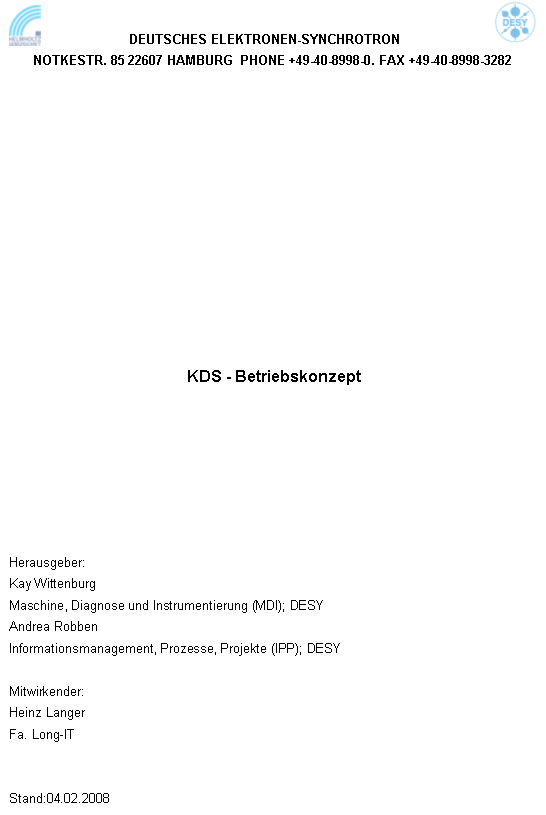 HELMHOLTZ
GEMEINSCHAFT
DESY
DEUTSCHES ELEKTRONEN-SYNCHROTRON
NOTKESTR. 85 22607 HAMBURG PHONE +49-40-8998-0. FAX +49-40-8998-3282
KDS - Betriebskonzept
Herausgeber:
Kay Wittenburg
Maschine, Diagnose und Instrumentierung (MDI); DESY
Andrea Robben
Informationsmanagement, Prozesse, Projekte (IPP); DESY
Mitwirkender:
Heinz Langer
Fa. Long-IT
Stand:04.02.2008